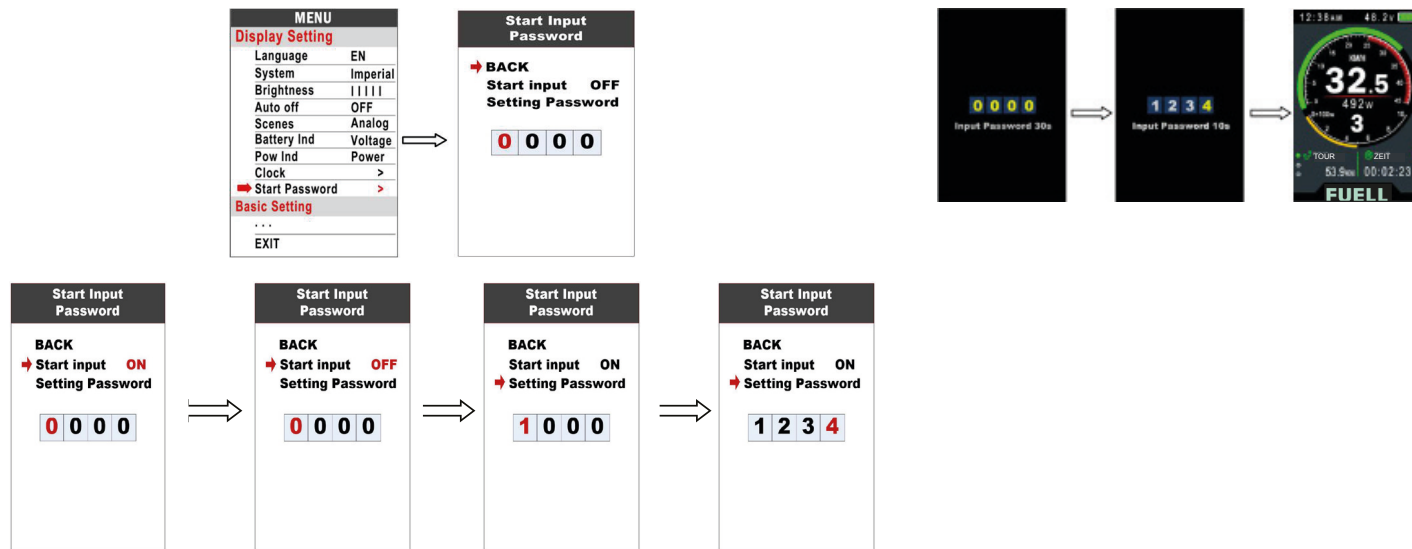 MENU
Display Setting
Language EN
System Imperial
Brightness I I I I I
Auto off OFF
Scenes Analog
Battery Ind Voltage
Pow Ind Power
Clock >
Start Password >
Basic Setting
. . .
EXIT
Start Input
Password
BACK
Start input OFF
Setting Password
0 0 0 0
0 0 0 0
Input Password 30s
1 2 3 4
Input Password 10s
12:38AM 48.2V
KM/H
32.5
492w
3
TOUR ZEIT
53.9KM 00:02:23
FUELL
Start Input
Password
BACK
Start input ON
Setting Password
0 0 0 0
Start Input
Password
BACK
Start input OFF
Setting Password
0 0 0 0
Start Input
Password
BACK
Start input ON
Setting Password
1 0 0 0
Start Input
Password
BACK
Start input ON
Setting Password
1 2 3 4